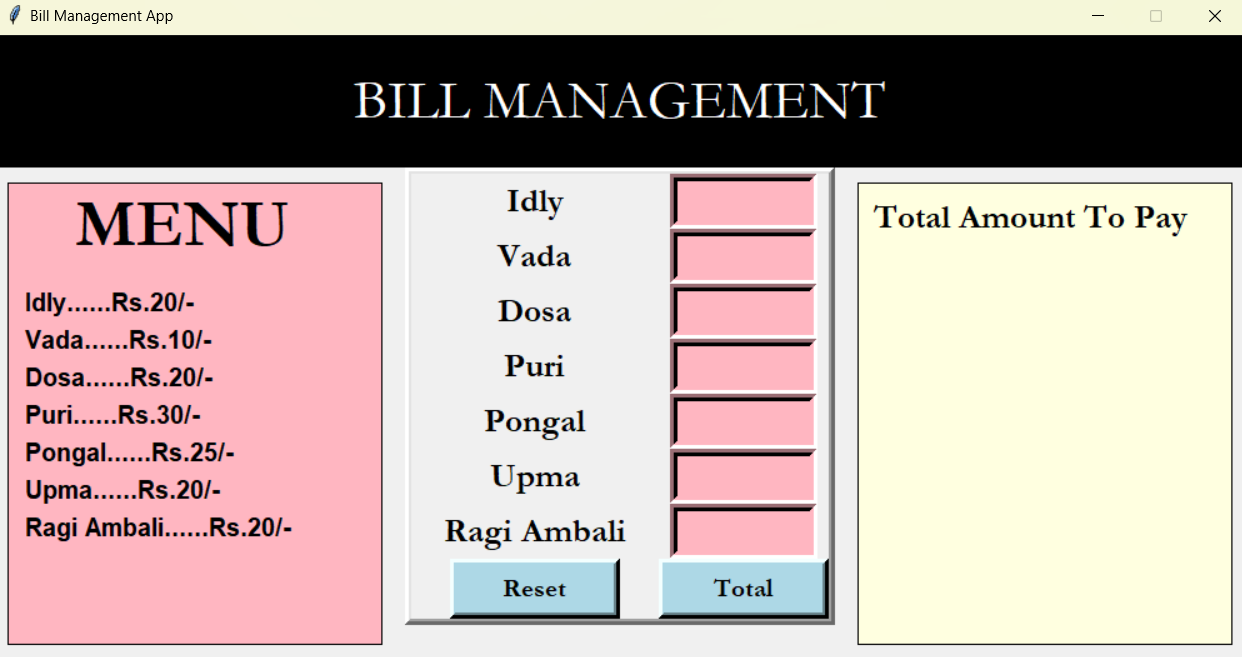 Bill Management App
BILL MANAGEMENT
MENU
Idly......Rs.20/-
Vada......Rs.10/-
Dosa......Rs.20/-
Puri......Rs.30/-
Pongal......Rs.25/-
Upma......Rs.20/-
Ragi Ambali......Rs.20/-
Idly
Vada
Dosa
Puri
Pongal
Upma
Ragi Ambali
Reset Total
Total Amount To Pay